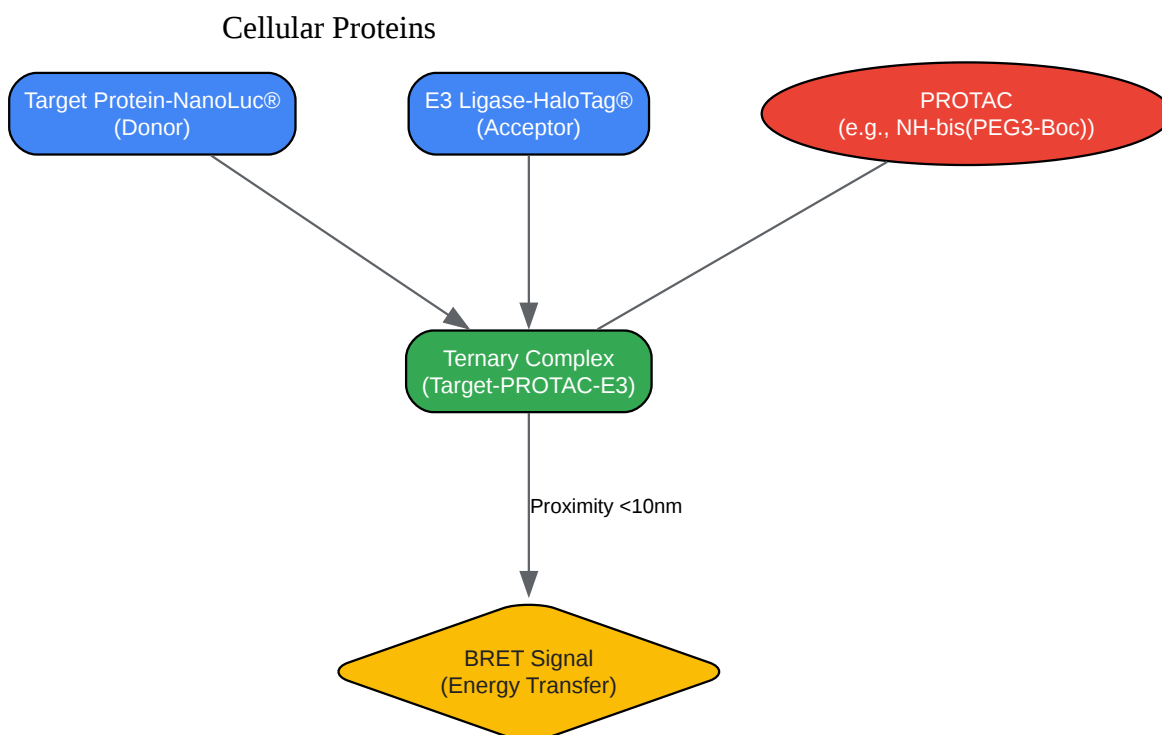 Cellular Proteins
Target Protein-NanoLuc®
(Donor)
E3 Ligase-HaloTag®
(Acceptor)
PROTAC
(e.g., NH-bis(PEG3-Boc))
Ternary Complex
(Target-PROTAC-E3)
Proximity <10nm
BRET Signal
(Energy Transfer)